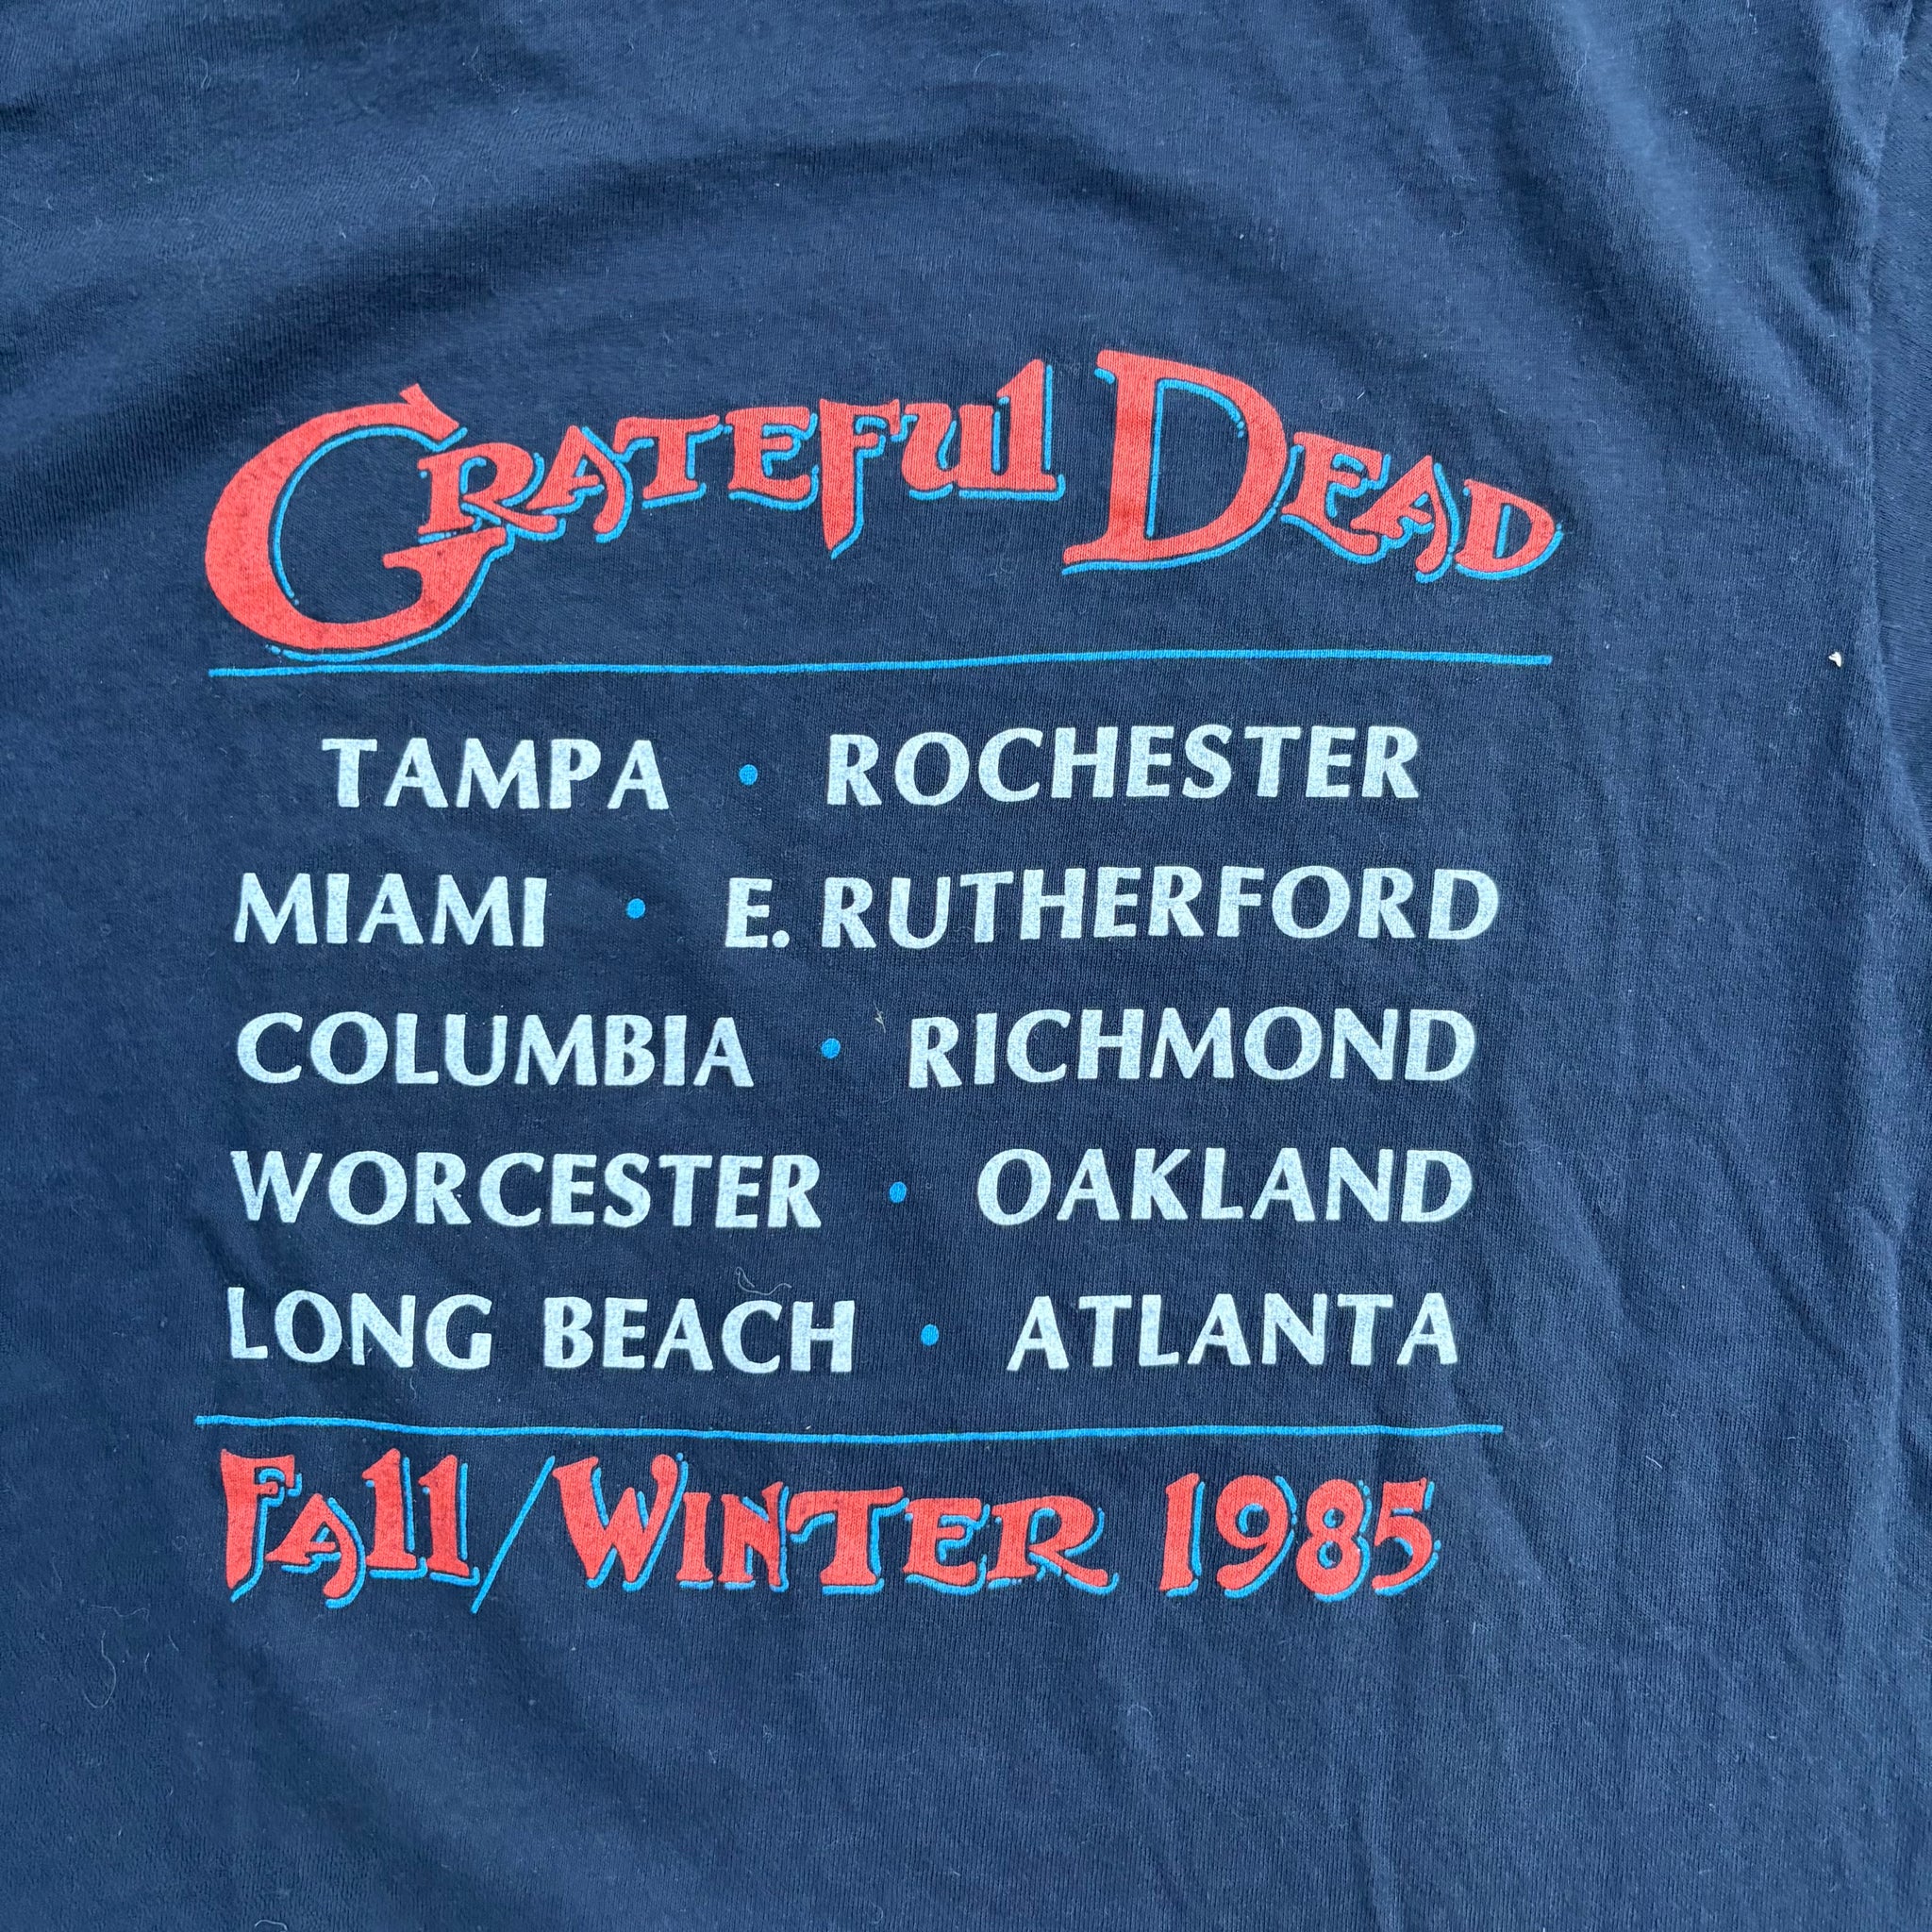 GRATEFUL DEAD
TAMPA • ROCHESTER
MIAMI • E. RUTHERFORD
COLUMBIA • RICHMOND
WORCESTER • OAKLAND
LONG BEACH • ATLANTA
FALL/WINTER 1985